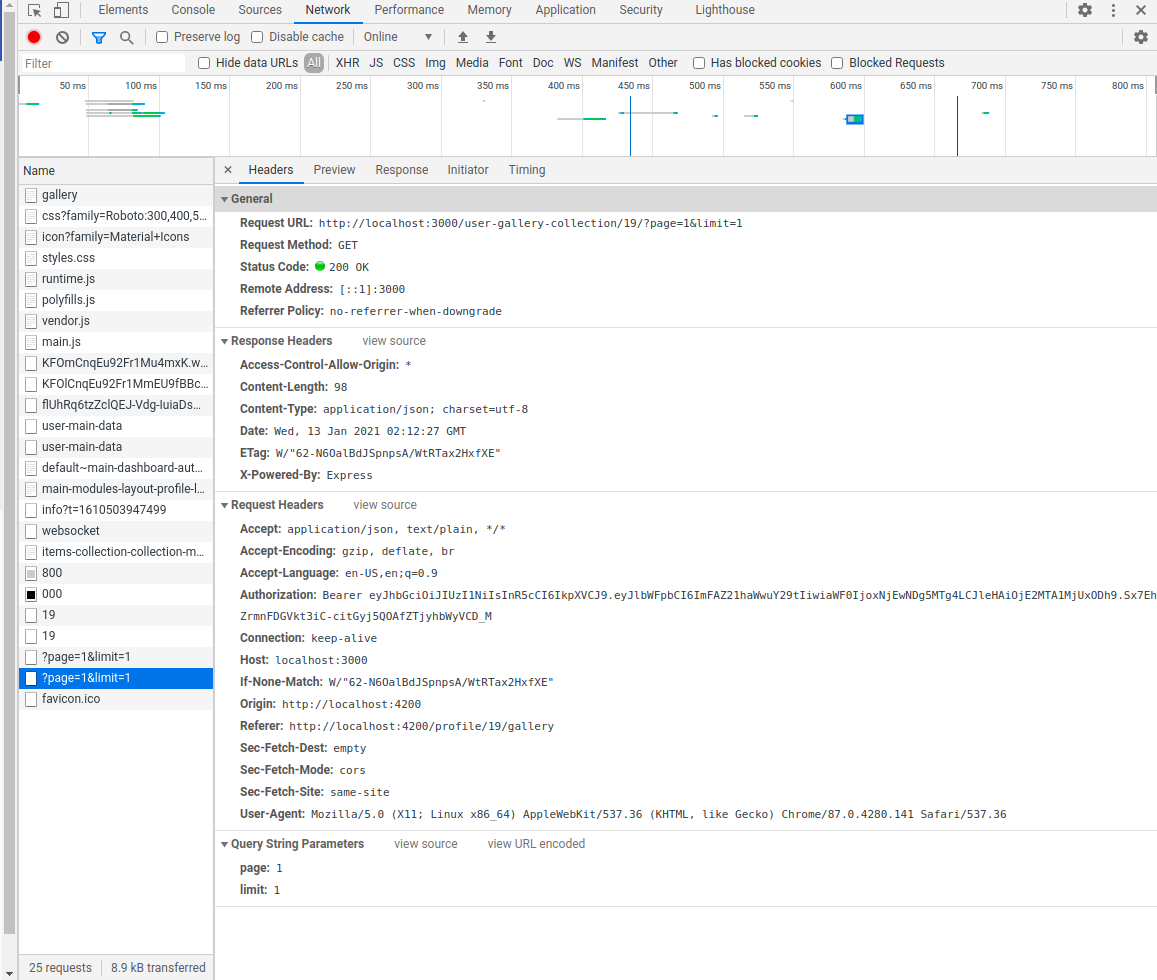 Elements Console Sources Network Performance Memory Application Security Lighthouse
Preserve log Disable cache Online
Filter Hide data URLs All XHR JS CSS Img Media Font Doc WS Manifest Other Has blocked cookies Blocked Requests
50 ms 100 ms 150 ms 200 ms 250 ms 300 ms 350 ms 400 ms 450 ms 500 ms 550 ms 600 ms 650 ms 700 ms 750 ms 800 ms
Name
gallery
css?family=Roboto:300,400,5...
icon?family=Material+Icons
styles.css
runtime.js
polyfills.js
vendor.js
main.js
KFOmCnqEu92Fr1Mu4mxK.w...
KFOlCnqEu92Fr1MmEU9fBBc...
flUhRq6tzZclQEJ-Vdg-IuiaDs...
user-main-data
user-main-data
default~main-dashboard-aut...
main-modules-layout-profile-l...
info?t=1610503947499
websocket
items-collection-collection-m...
800
000
19
19
?page=1&limit=1
?page=1&limit=1
favicon.ico
25 requests 8.9 kB transferred
Headers Preview Response Initiator Timing
General
Request URL: http://localhost:3000/user-gallery-collection/19/?page=1&limit=1
Request Method: GET
Status Code: 200 OK
Remote Address: [::1]:3000
Referrer Policy: no-referrer-when-downgrade
Response Headers view source
Access-Control-Allow-Origin: *
Content-Length: 98
Content-Type: application/json; charset=utf-8
Date: Wed, 13 Jan 2021 02:12:27 GMT
ETag: W/"62-N6OalBdJSpnpsA/WtRTax2HxfXE"
X-Powered-By: Express
Request Headers view source
Accept: application/json, text/plain, */*
Accept-Encoding: gzip, deflate, br
Accept-Language: en-US,en;q=0.9
Authorization: Bearer eyJhbGciOiJIUzI1NiIsInR5cCI6IkpXVCJ9.eyJlbWFpbCI6ImFAZ21haWwuY29tIiwiaWF0IjoxNjEwNDg5MTg4LCJleHAiOjE2MTA1MjUxODh9.Sx7Eh
ZrmnFDGVkt3iC-citGyj5QOAfZTjyhbWyVCD_M
Connection: keep-alive
Host: localhost:3000
If-None-Match: W/"62-N6OalBdJSpnpsA/WtRTax2HxfXE"
Origin: http://localhost:4200
Referer: http://localhost:4200/profile/19/gallery
Sec-Fetch-Dest: empty
Sec-Fetch-Mode: cors
Sec-Fetch-Site: same-site
User-Agent: Mozilla/5.0 (X11; Linux x86_64) AppleWebKit/537.36 (KHTML, like Gecko) Chrome/87.0.4280.141 Safari/537.36
Query String Parameters view source view URL encoded
page: 1
limit: 1